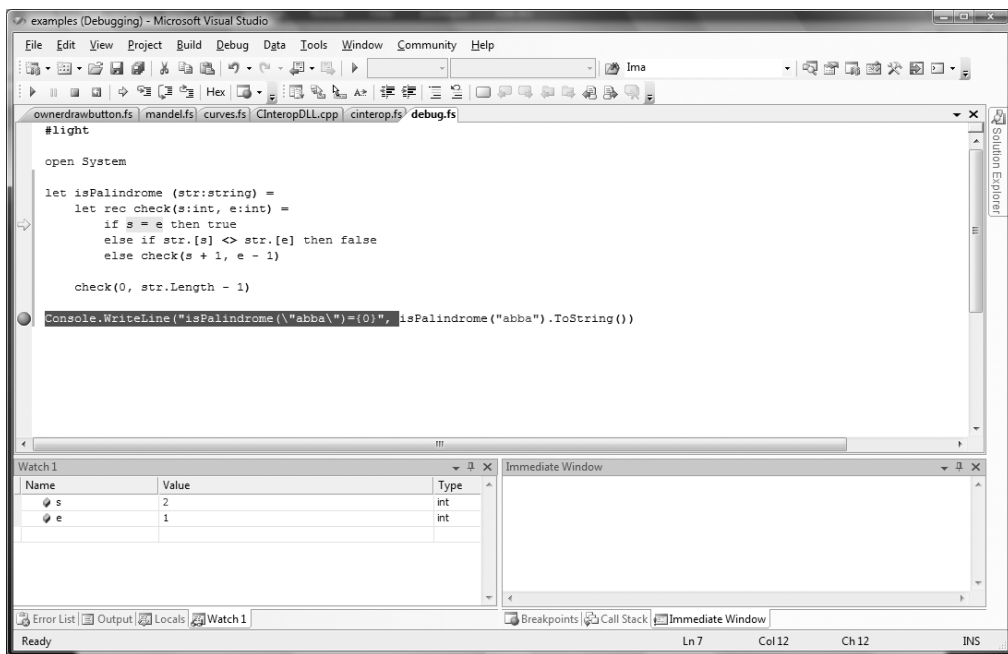 examples (Debugging) - Microsoft Visual Studio
File Edit View Project Build Debug Data Tools Window Community Help
Ima
Hex
ownerdrawbutton.fs mandel.fs curves.fs CInteropDLL.cpp cinterop.fs debug.fs
Solution Explorer
#light
open System
let isPalindrome (str:string) =
let rec check(s:int, e:int) =
if s = e then true
else if str.[s] <> str.[e] then false
else check(s + 1, e - 1)
check(0, str.Length - 1)
Console.WriteLine("isPalindrome(\"abba\")={0}", isPalindrome("abba").ToString())
Watch 1
Name Value Type
s 2 int
e 1 int
Immediate Window
Error List Output Locals Watch 1
Breakpoints Call Stack Immediate Window
Ready Ln 7 Col 12 Ch 12 INS